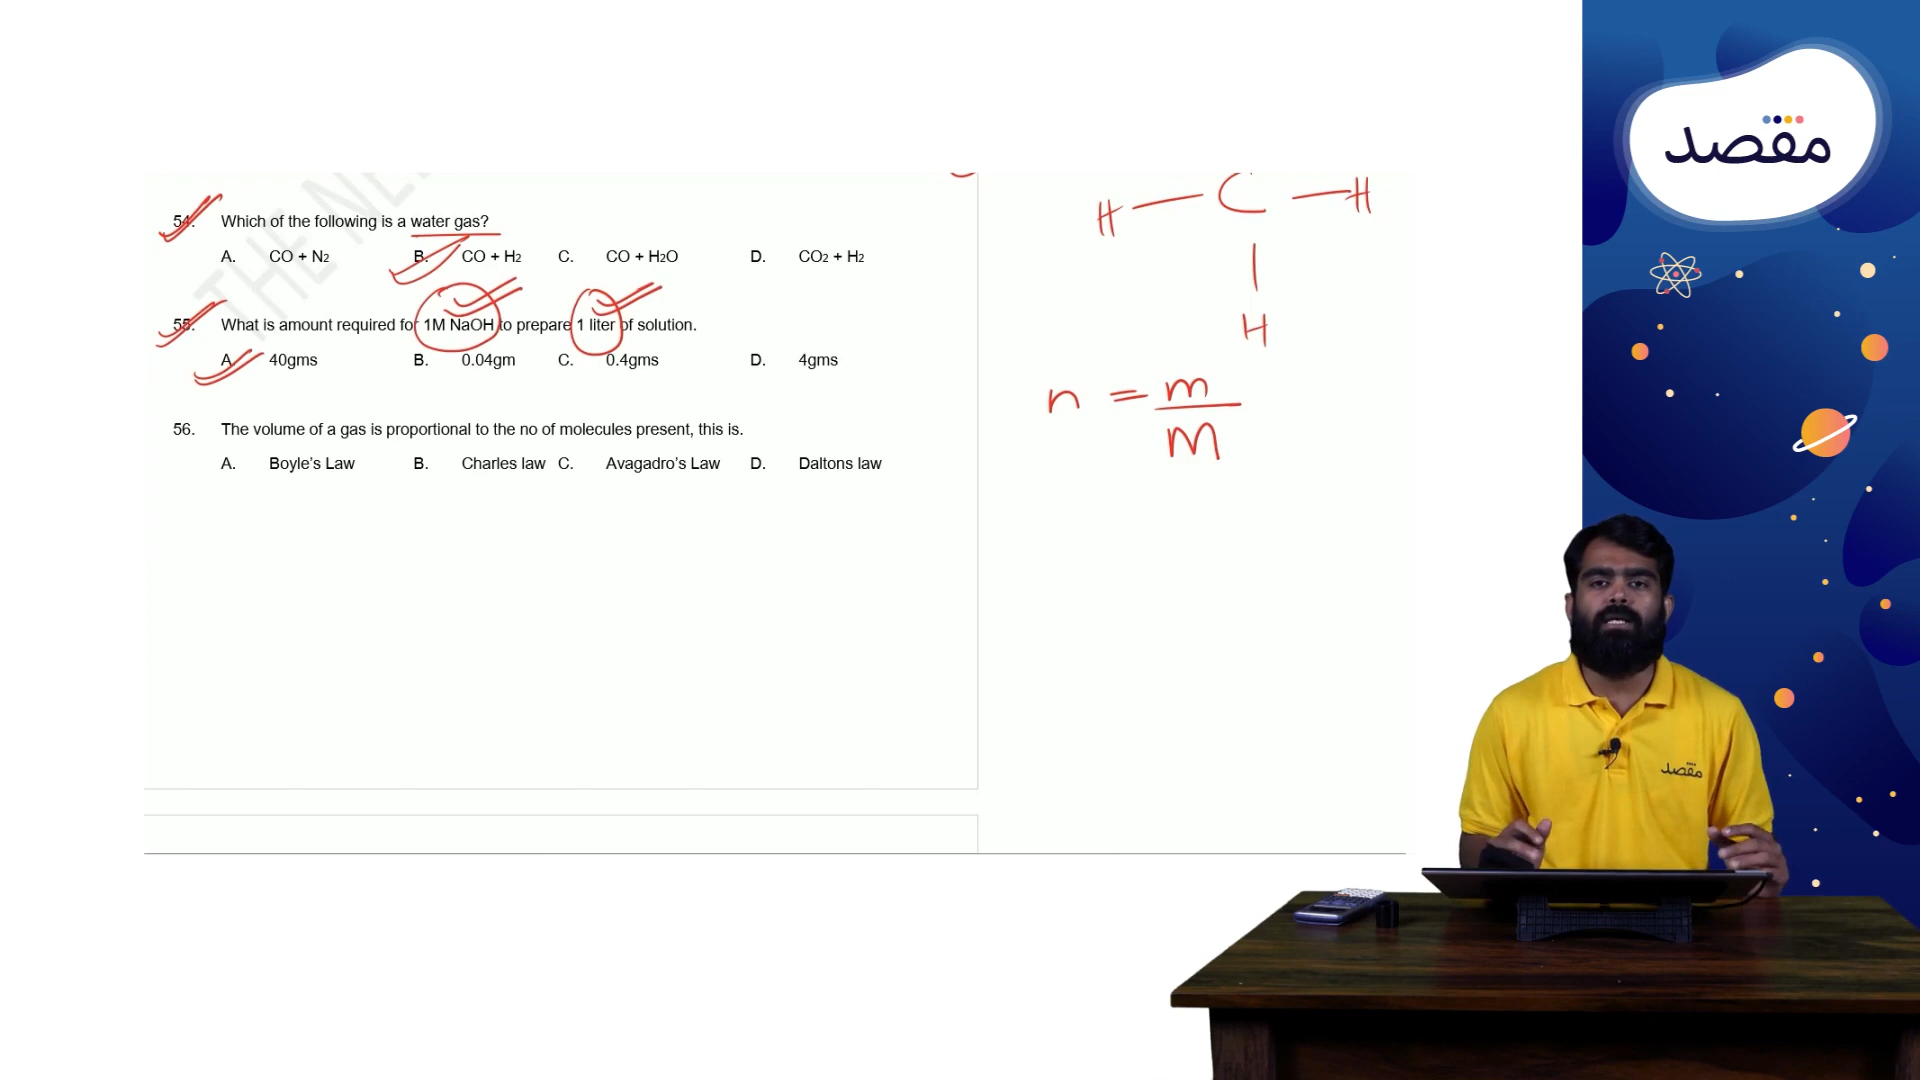 مقصد
THE NE
H — C — H
54. Which of the following is a water gas?
A. CO + N2 B. CO + H2 C. CO + H2O D. CO2 + H2
|
H
55. What is amount required for 1M NaOH to prepare 1 liter of solution.
A. 40gms B. 0.04gm C. 0.4gms D. 4gms
n = m
M
56. The volume of a gas is proportional to the no of molecules present, this is.
A. Boyle's Law B. Charles law C. Avagadro's Law D. Daltons law
مقصد